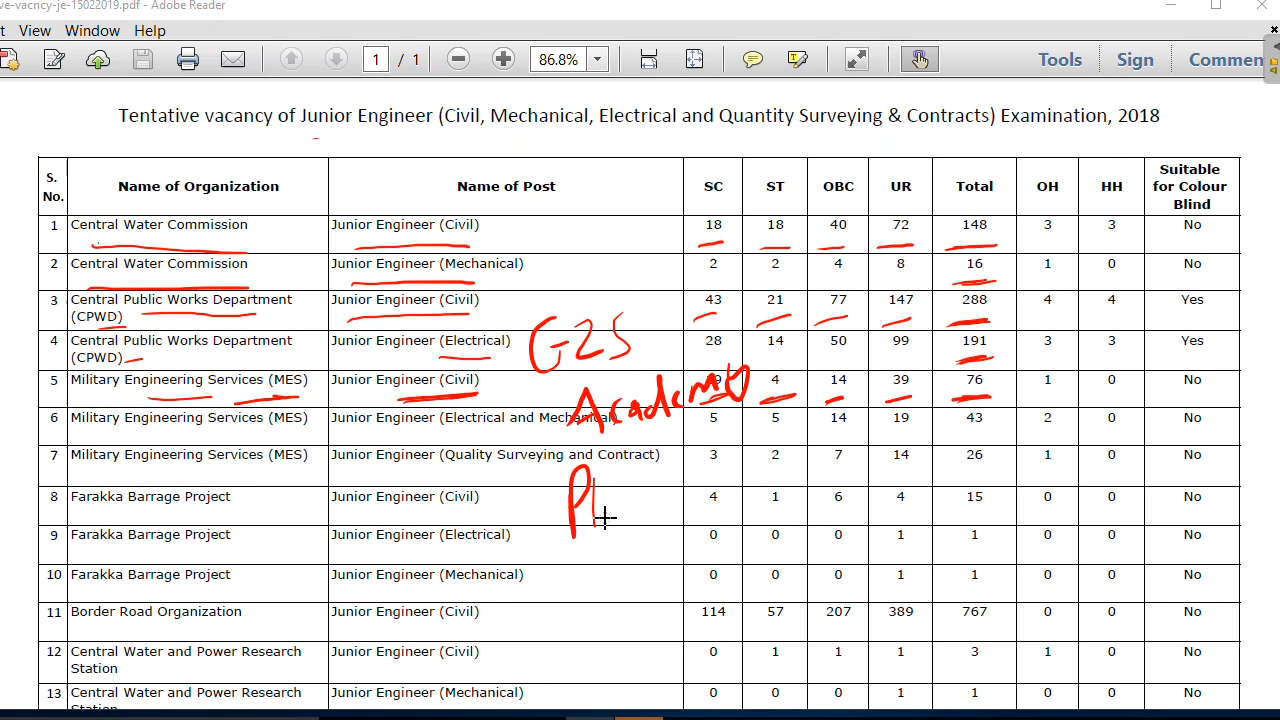 ve-vacncy-je-15022019.pdf - Adobe Reader
t View Window Help
1 / 1 86.8% Tools Sign Commen
Tentative vacancy of Junior Engineer (Civil, Mechanical, Electrical and Quantity Surveying & Contracts) Examination, 2018
S. No. Name of Organization Name of Post SC ST OBC UR Total OH HH Suitable for Colour Blind
1 Central Water Commission Junior Engineer (Civil) 18 18 40 72 148 3 3 No
2 Central Water Commission Junior Engineer (Mechanical) 2 2 4 8 16 1 0 No
3 Central Public Works Department (CPWD) Junior Engineer (Civil) 43 21 77 147 288 4 4 Yes
4 Central Public Works Department (CPWD) Junior Engineer (Electrical) 28 14 50 99 191 3 3 Yes
G2S
5 Military Engineering Services (MES) Junior Engineer (Civil) 4 14 39 76 1 0 No
Academy
6 Military Engineering Services (MES) Junior Engineer (Electrical and Mechanical) 5 5 14 19 43 2 0 No
7 Military Engineering Services (MES) Junior Engineer (Quality Surveying and Contract) 3 2 7 14 26 1 0 No
8 Farakka Barrage Project Junior Engineer (Civil) 4 1 6 4 15 0 0 No
9 Farakka Barrage Project Junior Engineer (Electrical) 0 0 0 1 1 0 0 No
10 Farakka Barrage Project Junior Engineer (Mechanical) 0 0 0 1 1 0 0 No
11 Border Road Organization Junior Engineer (Civil) 114 57 207 389 767 0 0 No
12 Central Water and Power Research Station Junior Engineer (Civil) 0 1 1 1 3 1 0 No
13 Central Water and Power Research Station Junior Engineer (Mechanical) 0 0 0 1 1 0 0 No